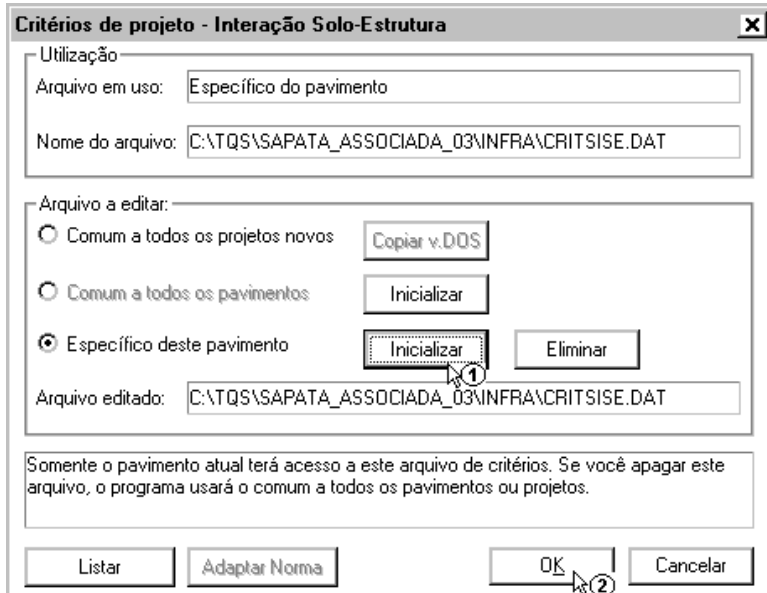 Critérios de projeto - Interação Solo-Estrutura
Utilização
Arquivo em uso: Específico do pavimento
Nome do arquivo: C:\TQS\SAPATA_ASSOCIADA_03\INFRA\CRITSISE.DAT
Arquivo a editar:
Comum a todos os projetos novos Copiar v.DOS
Comum a todos os pavimentos Inicializar
Específico deste pavimento Inicializar Eliminar
1
Arquivo editado: C:\TQS\SAPATA_ASSOCIADA_03\INFRA\CRITSISE.DAT
Somente o pavimento atual terá acesso a este arquivo de critérios. Se você apagar este
arquivo, o programa usará o comum a todos os pavimentos ou projetos.
Listar Adaptar Norma OK Cancelar
2